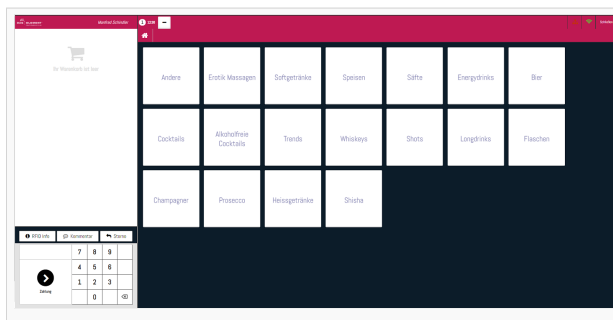 Manfred Schindler
Ihr Warenkorb ist leer
Andere
Erotik Massagen
Softgetränke
Speisen
Säfte
Energydrinks
Bier
Cocktails
Alkoholfreie
Cocktails
Trends
Whiskeys
Shots
Longdrinks
Flaschen
Champagner
Prosecco
Heissgetränke
Shisha
RFID Info
Kommentar
Storno
7 8 9
4 5 6
1 2 3
0
Zahlung